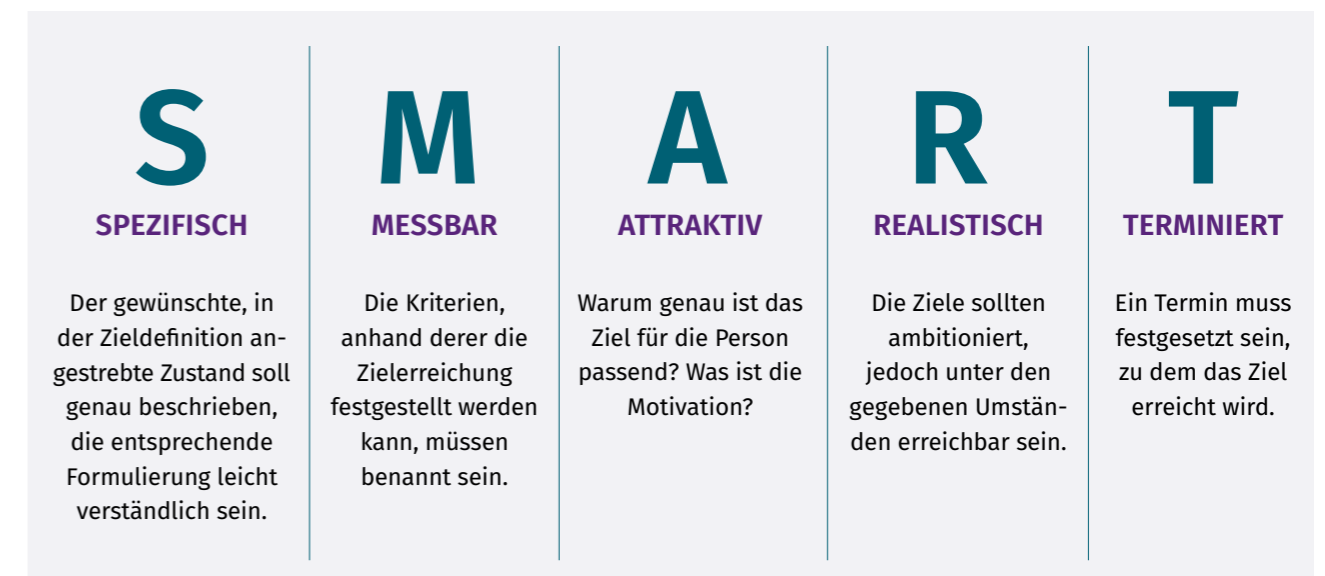 S
SPEZIFISCH
Der gewünschte, in
der Zieldefinition an-
gestrebte Zustand soll
genau beschrieben,
die entsprechende
Formulierung leicht
verständlich sein.
M
MESSBAR
Die Kriterien,
anhand derer die
Zielerreichung
festgestellt werden
kann, müssen
benannt sein.
A
ATTRAKTIV
Warum genau ist das
Ziel für die Person
passend? Was ist die
Motivation?
R
REALISTISCH
Die Ziele sollten
ambitioniert,
jedoch unter den
gegebenen Umstän-
den erreichbar sein.
T
TERMINIERT
Ein Termin muss
festgesetzt sein,
zu dem das Ziel
erreicht wird.